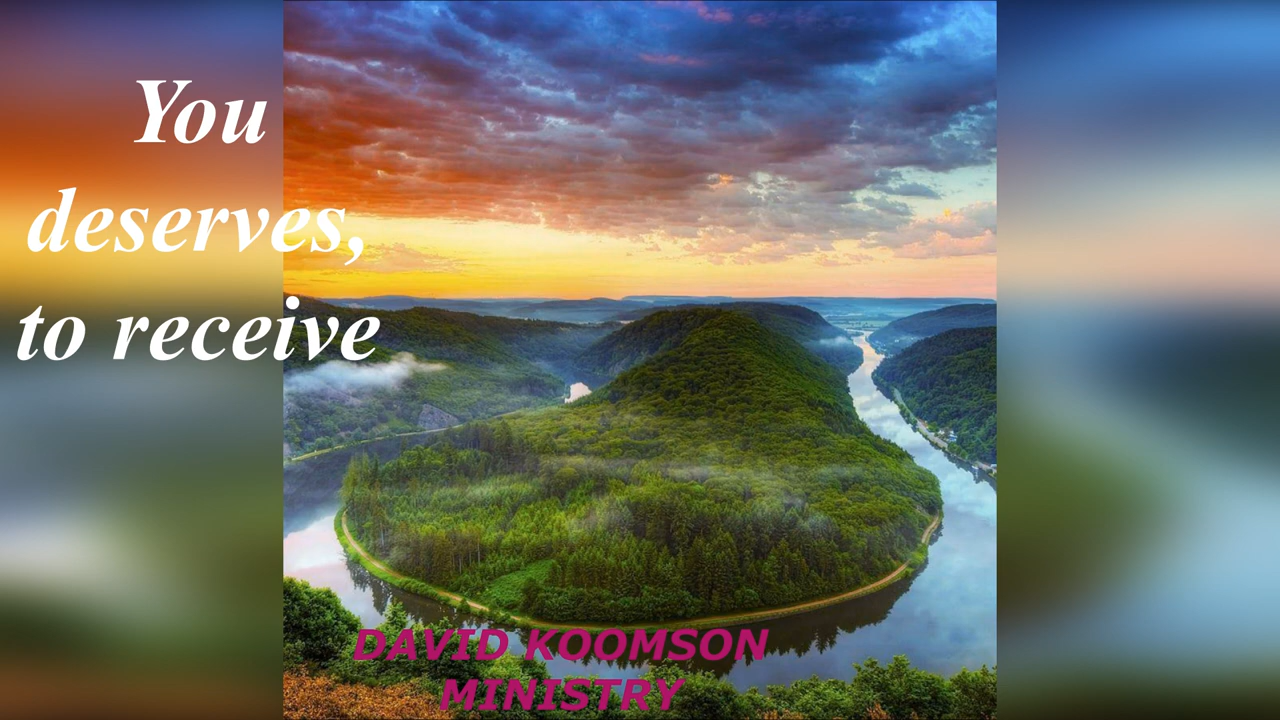 You
deserves,
to receive
DAVID KOOMSON
MINISTRY